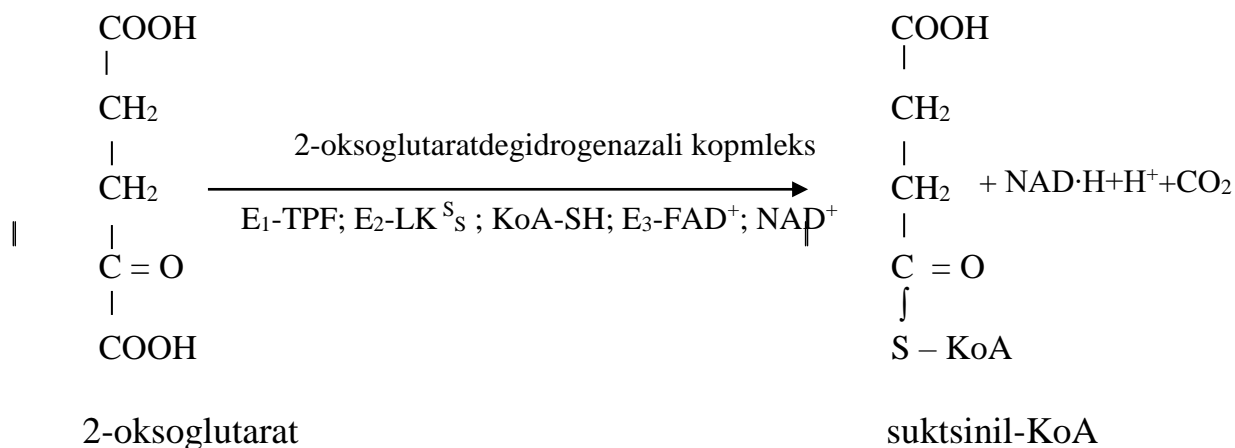 COOH COOH
| |
CH₂ CH₂
2-oksoglutaratdegidrogenazali kopmleks
| |
CH₂ CH₂ + NAD·H+H⁺+CO₂
E₁-TPF; E₂-LK ˢₛ ; KoA-SH; E₃-FAD⁺; NAD⁺
‖ | ‖ |
C = O C = O
| ∫
COOH S – KoA
2-oksoglutarat suktsinil-KoA